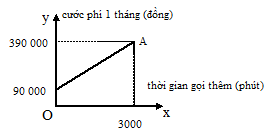 y cước phí 1 tháng (đồng)
390 000 A
thời gian gọi thêm (phút)
90 000
O x
3000